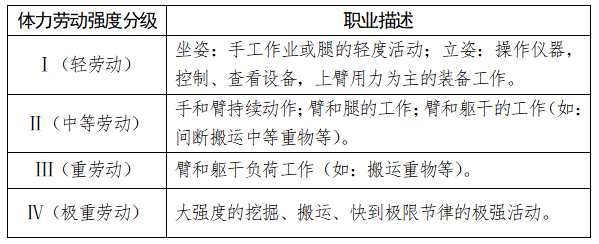 体力劳动强度分级 职业描述
Ⅰ（轻劳动） 坐姿：手工作业或腿的轻度活动；立姿：操作仪器，
控制、查看设备，上臂用力为主的装备工作。
Ⅱ（中等劳动） 手和臂持续动作；臂和腿的工作；臂和躯干的工作（如：
间断搬运中等重物等）。
Ⅲ（重劳动） 臂和躯干负荷工作（如：搬运重物等）。
Ⅳ（极重劳动） 大强度的挖掘、搬运、快到极限节律的极强活动。